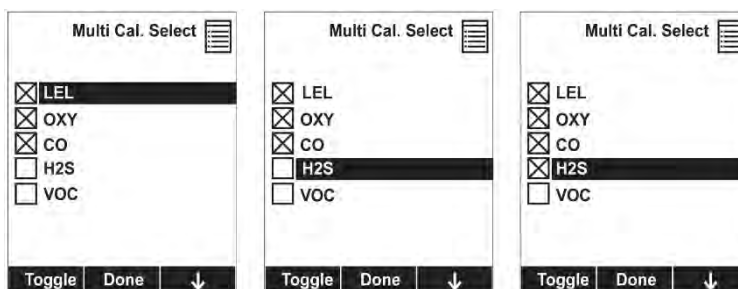 Multi Cal. Select
LEL
OXY
CO
H2S
VOC
Toggle Done ↓
Multi Cal. Select
LEL
OXY
CO
H2S
VOC
Toggle Done ↓
Multi Cal. Select
LEL
OXY
CO
H2S
VOC
Toggle Done ↓